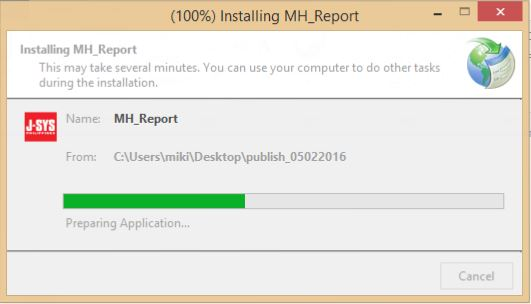 (100%) Installing MH_Report
Installing MH_Report
This may take several minutes. You can use your computer to do other tasks
during the installation.
J-SYS
PHILIPPINES
Name: MH_Report
From: C:\Users\miki\Desktop\publish_05022016
Preparing Application...
Cancel